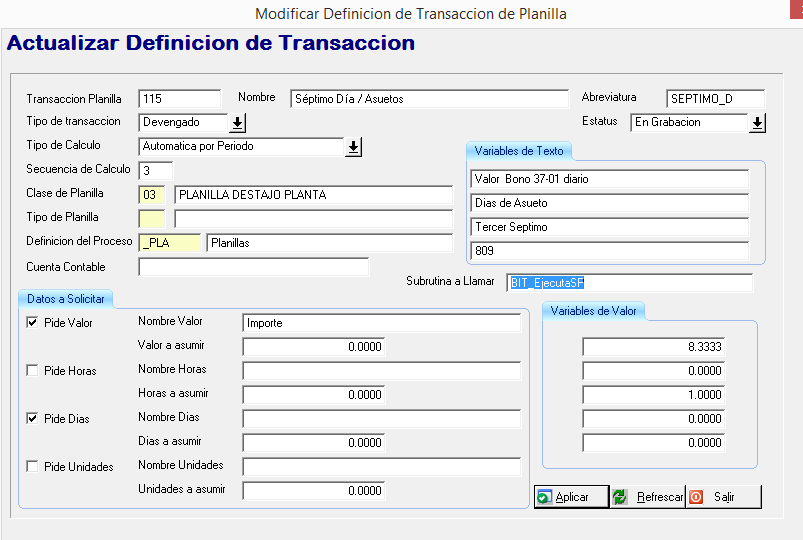 Modificar Definicion de Transaccion de Planilla
Actualizar Definicion de Transaccion
Transaccion Planilla 115 Nombre Séptimo Día / Asuetos Abreviatura SEPTIMO_D
Tipo de transaccion Devengado Estatus En Grabacion
Tipo de Calculo Automatica por Periodo
Secuencia de Calculo 3
Clase de Planilla 03 PLANILLA DESTAJO PLANTA
Tipo de Planilla
Definicion del Proceso _PLA Planillas
Cuenta Contable
Variables de Texto
Valor Bono 37-01 diario
Dias de Asueto
Tercer Septimo
809
Subrutina a Llamar BIT_EjecutaSF
Datos a Solicitar
Pide Valor Nombre Valor Importe
Valor a asumir 0.0000
Pide Horas Nombre Horas
Horas a asumir 0.0000
Pide Dias Nombre Dias
Dias a asumir 0.0000
Pide Unidades Nombre Unidades
Unidades a asumir 0.0000
Variables de Valor
8.3333
0.0000
1.0000
0.0000
0.0000
Aplicar Refrescar Salir